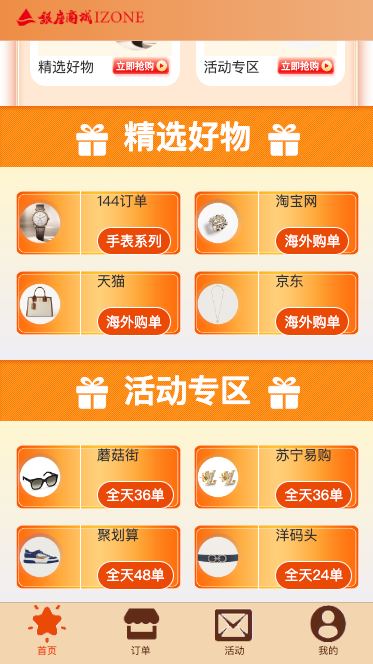 银座商城IZONE
精选好物 立即抢购
活动专区 立即抢购
精选好物
144订单
手表系列
淘宝网
海外购单
天猫
海外购单
京东
海外购单
活动专区
蘑菇街
全天36单
苏宁易购
全天36单
聚划算
全天48单
洋码头
全天24单
首页 订单 活动 我的